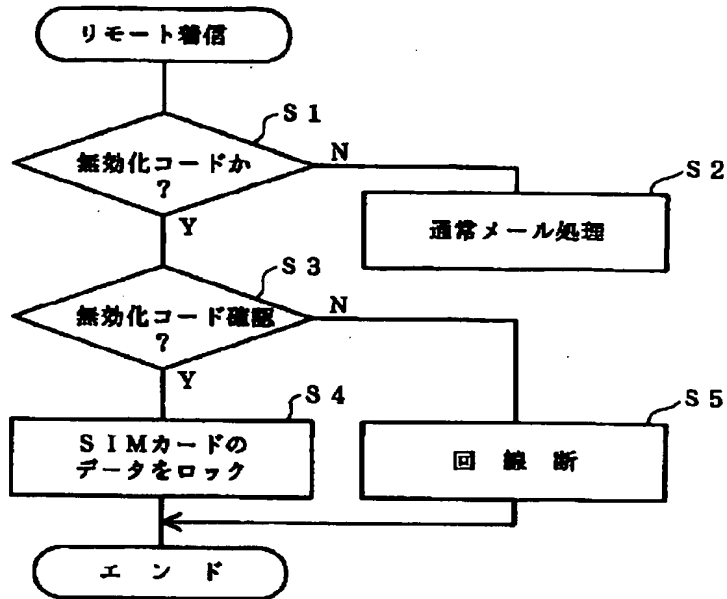 リモート着信
S1
無効化コードか
?
N
Y
S2
通常メール処理
S3
無効化コード確認
?
N
Y
S4
SIMカードの
データをロック
S5
回線断
エンド